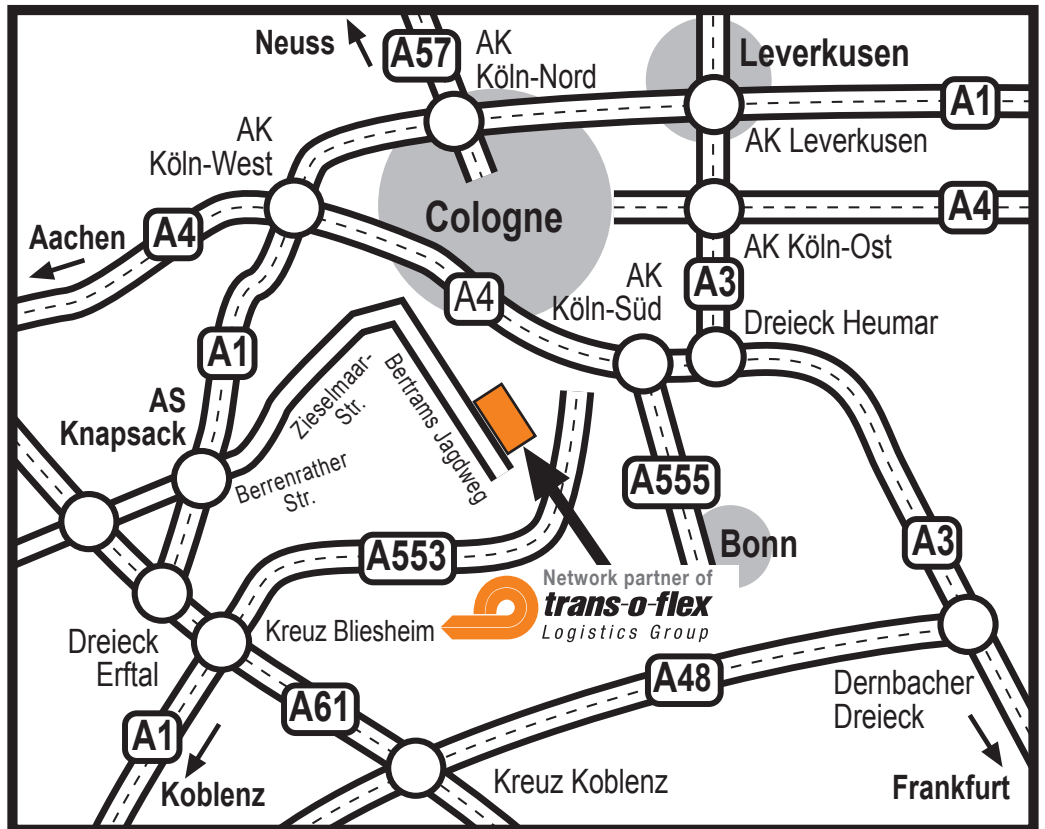 Neuss
A57
AK
Köln-Nord
Leverkusen
A1
AK Leverkusen
AK
Köln-West
Aachen
A4
Cologne
A4
AK Köln-Ost
A3
AK
Köln-Süd
A4
Dreieck Heumar
A1
Zieselmaar-
Str.
Bertrams Jagdweg
AS
Knapsack
Berrenrather
Str.
A555
A553
Bonn
A3
Network partner of
trans-o-flex
Logistics Group
Kreuz Bliesheim
Dreieck
Erftal
A61
A48
Dernbacher
Dreieck
A1
Koblenz
Kreuz Koblenz
Frankfurt